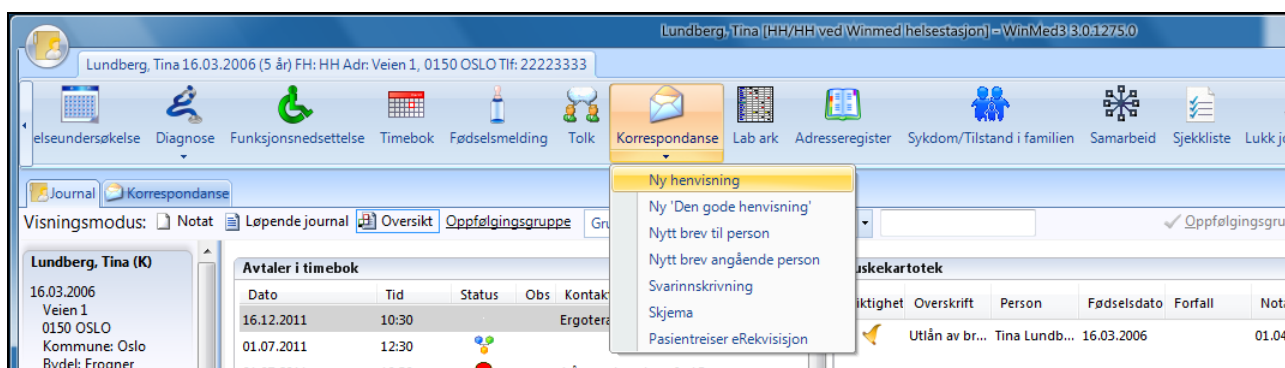 Lundberg, Tina [HH/HH ved Winmed helsestasjon] - WinMed3 3.0.1275.0
Lundberg, Tina 16.03.2006 (5 år) FH: HH Adr: Veien 1, 0150 OSLO Tlf: 22223333
elseundersøkelse Diagnose Funksjonsnedsettelse Timebok Fødselsmelding Tolk Korrespondanse Lab ark Adresseregister Sykdom/Tilstand i familien Samarbeid Sjekkliste Lukk j
Ny henvisning
Ny 'Den gode henvisning'
Nytt brev til person
Nytt brev angående person
Svarinnskrivning
Skjema
Pasientreiser eRekvisisjon
Journal Korrespondanse
Visningsmodus: Notat Løpende journal Oversikt Oppfølgingsgruppe Gru Oppfølgingsgru
Lundberg, Tina (K)
16.03.2006
Veien 1
0150 OSLO
Kommune: Oslo
Bydel: Frogner
Avtaler i timebok
Dato Tid Status Obs Kontak
16.12.2011 10:30 Ergotera
01.07.2011 12:30
uskekartotek
iktighet Overskrift Person Fødselsdato Forfall Nota
Utlån av br... Tina Lundb... 16.03.2006 01.04